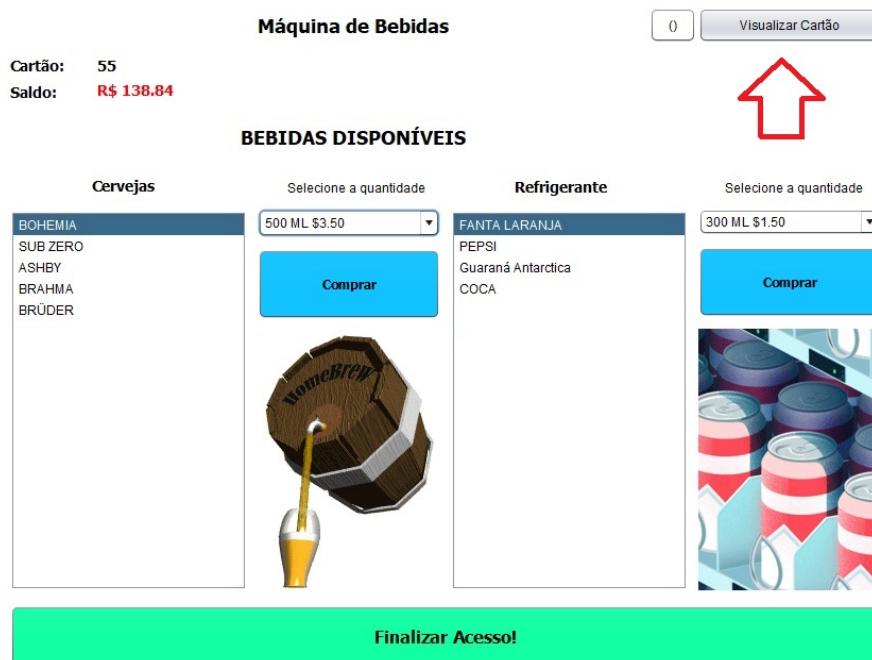 Máquina de Bebidas
()
Visualizar Cartão
Cartão: 55
Saldo: R$ 138.84
BEBIDAS DISPONÍVEIS
Cervejas
Selecione a quantidade
Refrigerante
Selecione a quantidade
BOHEMIA
SUB ZERO
ASHBY
BRAHMA
BRÜDER
500 ML $3.50
Comprar
HomeBrew
FANTA LARANJA
PEPSI
Guaraná Antarctica
COCA
300 ML $1.50
Comprar
Finalizar Acesso!